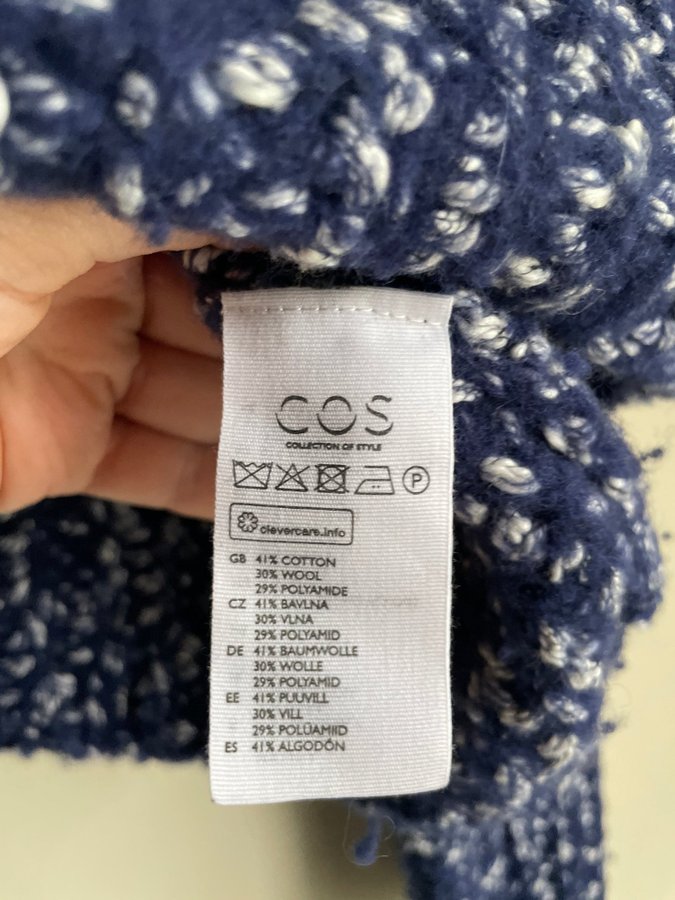 COS
COLLECTION OF STYLE
P
clevercare.info
GB 41% COTTON
30% WOOL
29% POLYAMIDE
CZ 41% BAVLNA
30% VLNA
29% POLYAMID
DE 41% BAUMWOLLE
30% WOLLE
29% POLYAMID
EE 41% PUUVILL
30% VILL
29% POLÜAMIID
ES 41% ALGODÓN